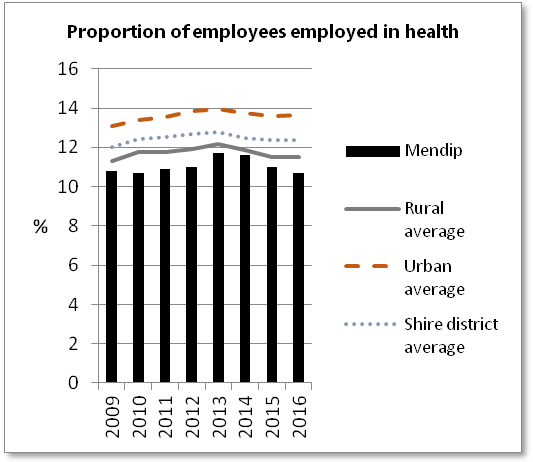 Proportion of employees employed in health
16
14
12
10
8
6
4
2
0
%
2009
2010
2011
2012
2013
2014
2015
2016
Mendip
Rural
average
Urban
average
Shire district
average